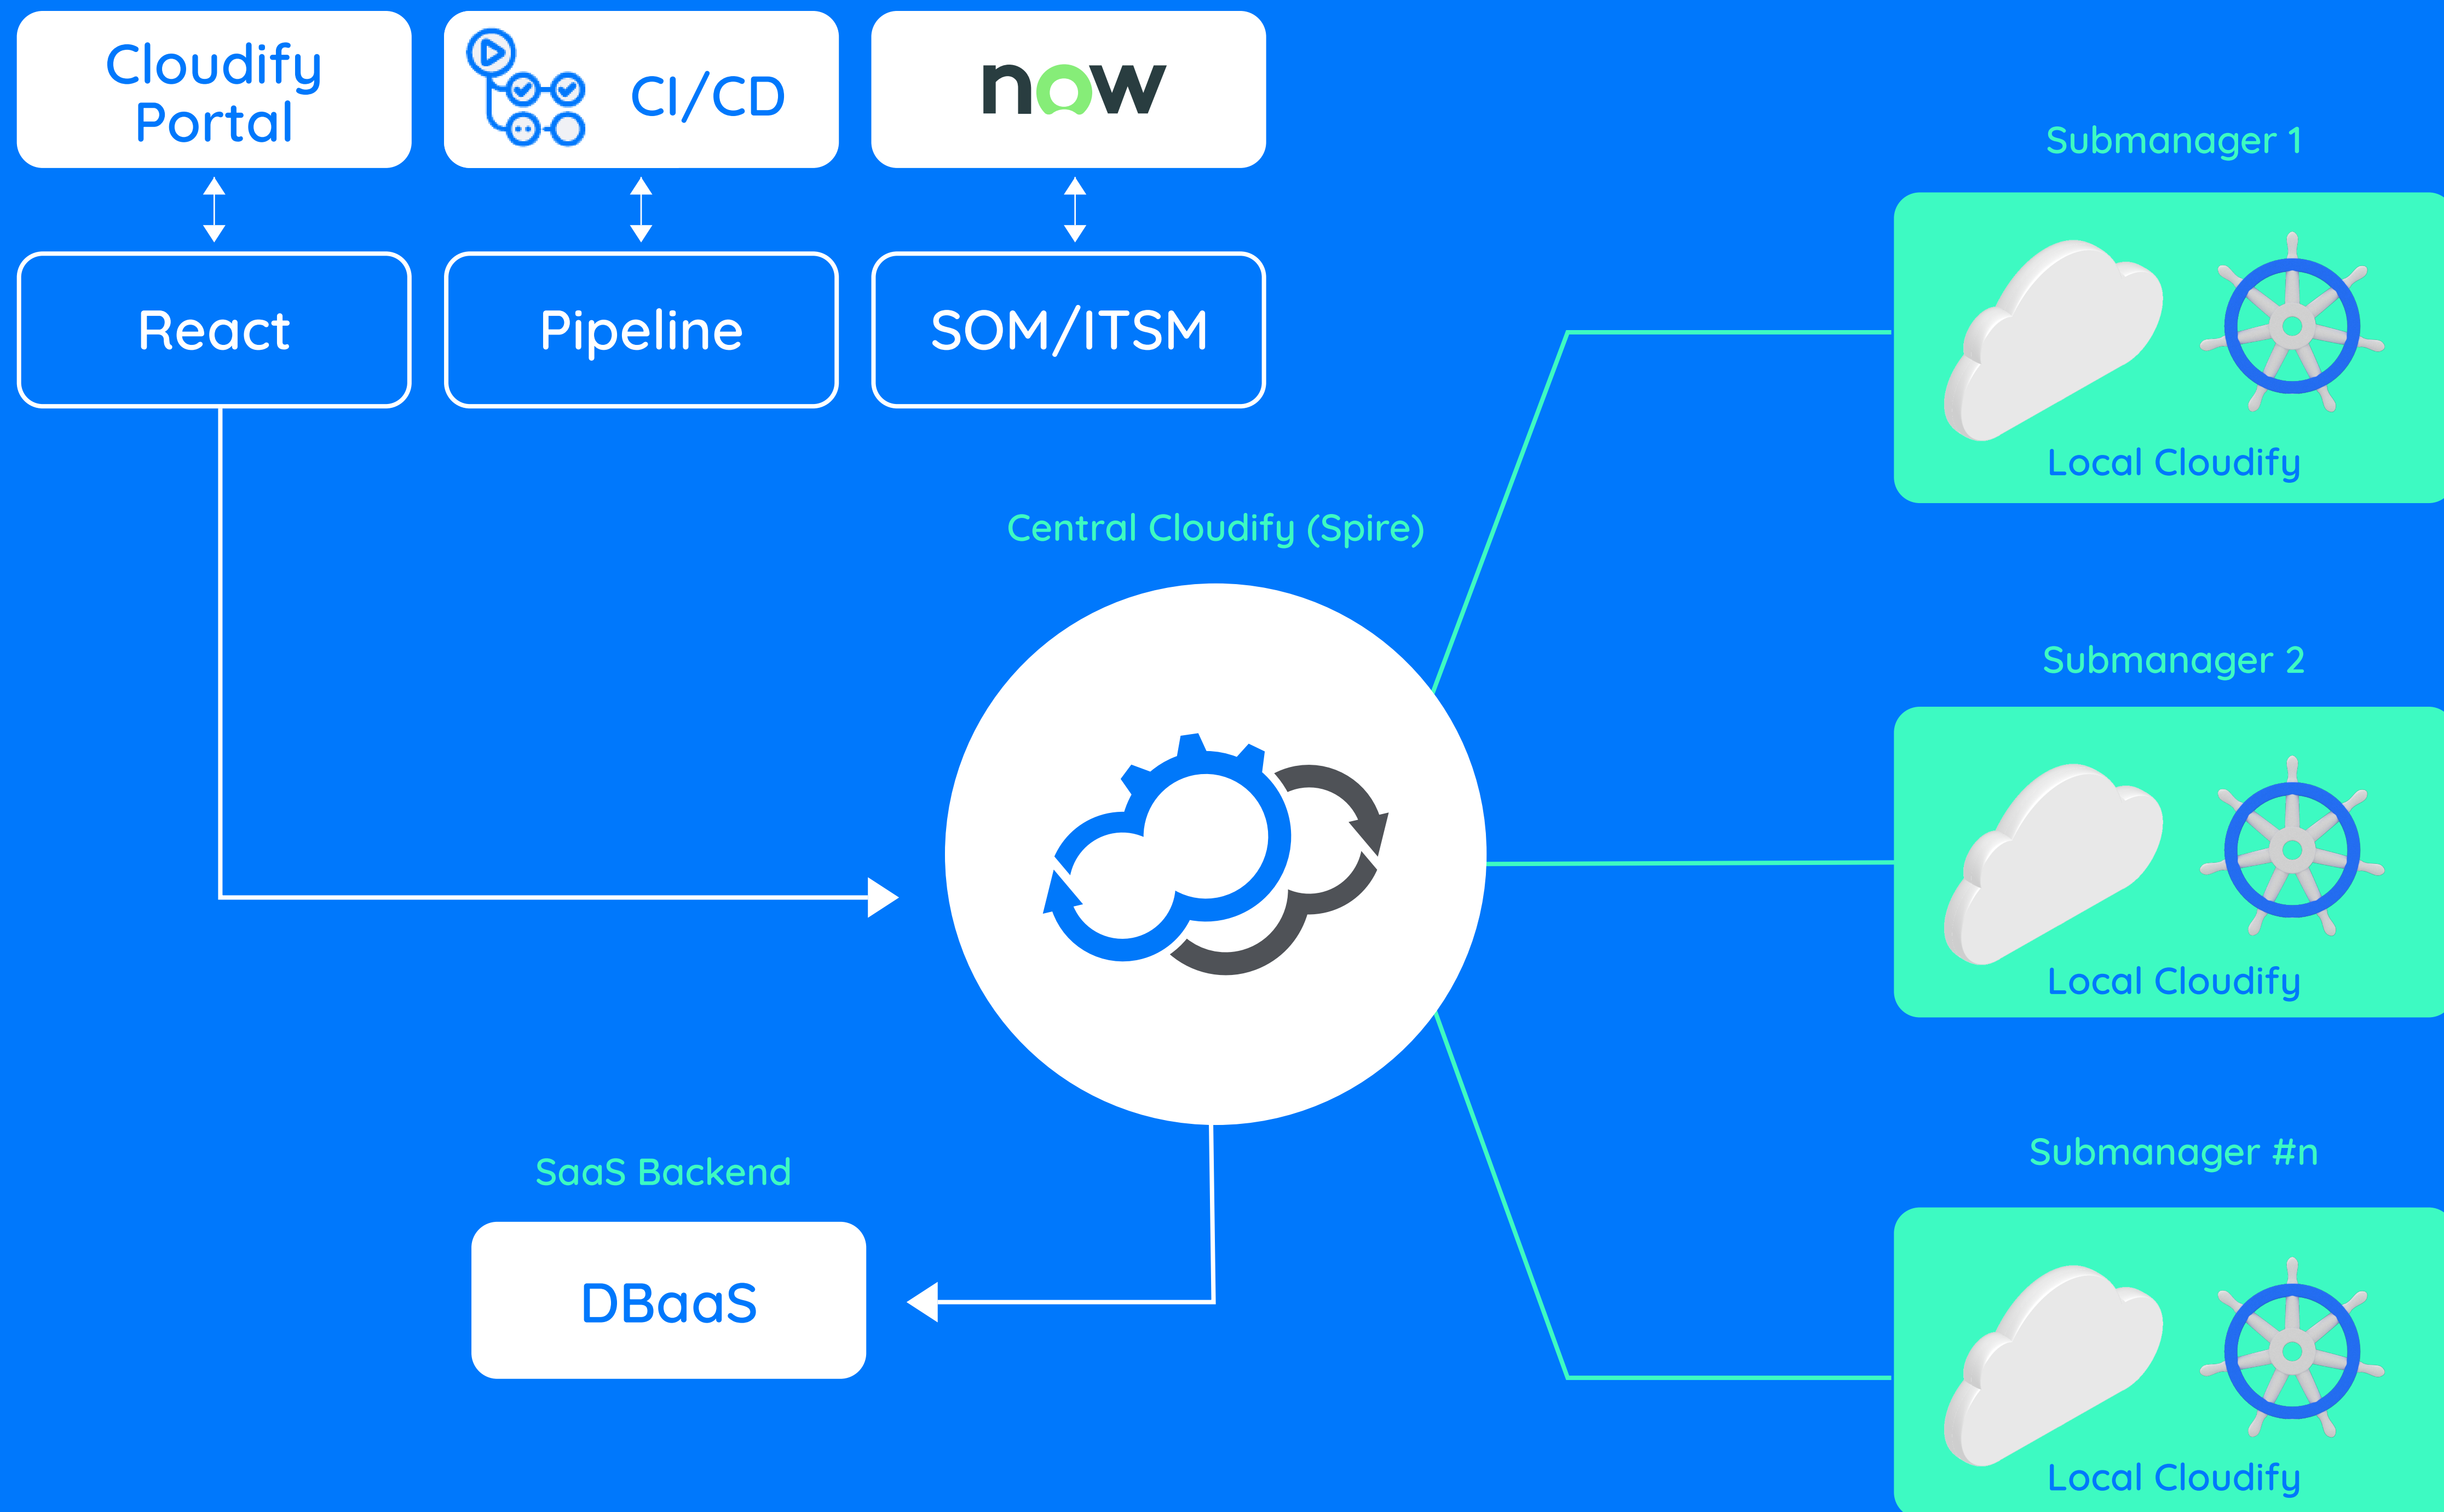 Cloudify
Portal
CI/CD
now
React
Pipeline
SOM/ITSM
Submanager 1
Local Cloudify
Central Cloudify (Spire)
Submanager 2
Local Cloudify
SaaS Backend
DBaaS
Submanager #n
Local Cloudify